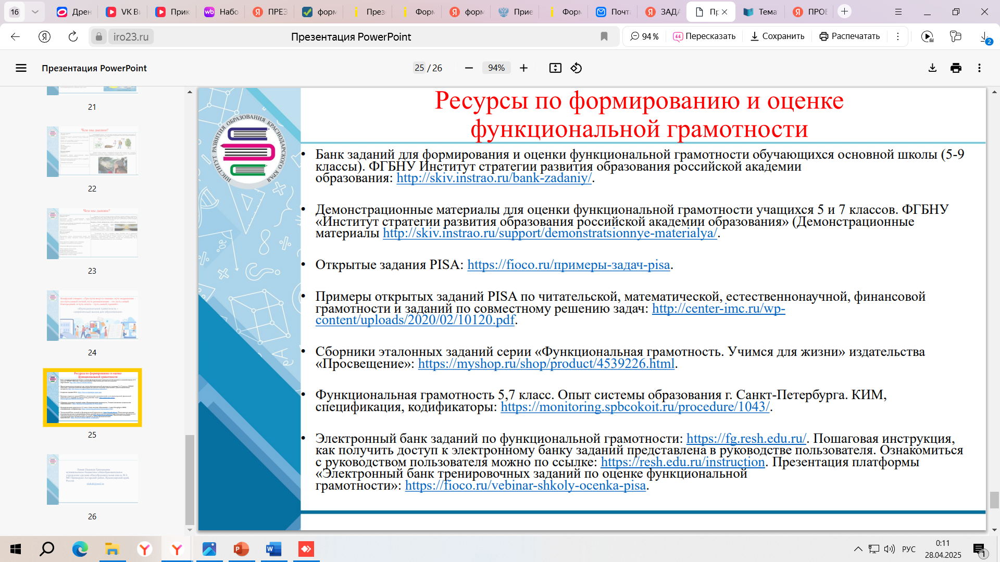 16
Дрен
VK Ви
Прик
Набо
ПРЕЗ
форм
През
Форм
форм
Прие
Форм
Почт
ЗАДА
Пр
Тема
ПРОЕ
iro23.ru
Презентация PowerPoint
94%
Пересказать
Сохранить
Распечатать
2
Презентация PowerPoint
25 / 26
94%
21
Чем мы дышим?
22
Чем мы дышим?
23
24
25
26
ИНСТИТУТ РАЗВИТИЯ ОБРАЗОВАНИЯ КРАСНОДАРСКОГО КРАЯ
Ресурсы по формированию и оценке
функциональной грамотности
• Банк заданий для формирования и оценки функциональной грамотности обучающихся основной школы (5-9
классы). ФГБНУ Институт стратегии развития образования российской академии
образования: http://skiv.instrao.ru/bank-zadaniy/.
• Демонстрационные материалы для оценки функциональной грамотности учащихся 5 и 7 классов. ФГБНУ
«Институт стратегии развития образования российской академии образования» (Демонстрационные
материалы http://skiv.instrao.ru/support/demonstratsionnye-materialya/.
• Открытые задания PISA: https://fioco.ru/примеры-задач-pisa.
• Примеры открытых заданий PISA по читательской, математической, естественнонаучной, финансовой
грамотности и заданий по совместному решению задач: http://center-imc.ru/wp-
content/uploads/2020/02/10120.pdf.
• Сборники эталонных заданий серии «Функциональная грамотность. Учимся для жизни» издательства
«Просвещение»: https://myshop.ru/shop/product/4539226.html.
• Функциональная грамотность 5,7 класс. Опыт системы образования г. Санкт-Петербурга. КИМ,
спецификация, кодификаторы: https://monitoring.spbcokoit.ru/procedure/1043/.
• Электронный банк заданий по функциональной грамотности: https://fg.resh.edu.ru/. Пошаговая инструкция,
как получить доступ к электронному банку заданий представлена в руководстве пользователя. Ознакомиться
с руководством пользователя можно по ссылке: https://resh.edu.ru/instruction. Презентация платформы
«Электронный банк тренировочных заданий по оценке функциональной
грамотности»: https://fioco.ru/vebinar-shkoly-ocenka-pisa.
РУС
0:11
28.04.2025
1